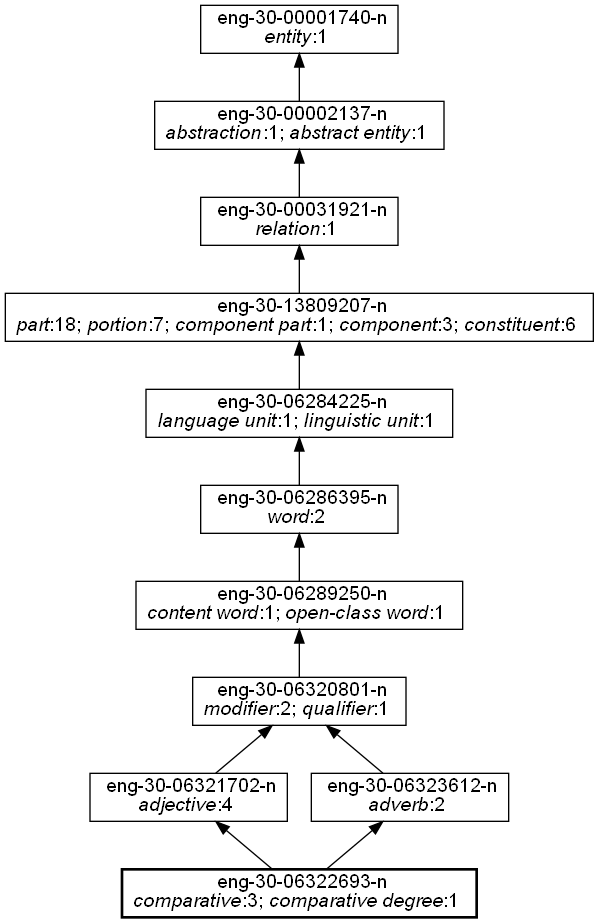 eng-30-00001740-n
entity:1
eng-30-00002137-n
abstraction:1; abstract entity:1
eng-30-00031921-n
relation:1
eng-30-13809207-n
part:18; portion:7; component part:1; component:3; constituent:6
eng-30-06284225-n
language unit:1; linguistic unit:1
eng-30-06286395-n
word:2
eng-30-06289250-n
content word:1; open-class word:1
eng-30-06320801-n
modifier:2; qualifier:1
eng-30-06321702-n
adjective:4
eng-30-06323612-n
adverb:2
eng-30-06322693-n
comparative:3; comparative degree:1